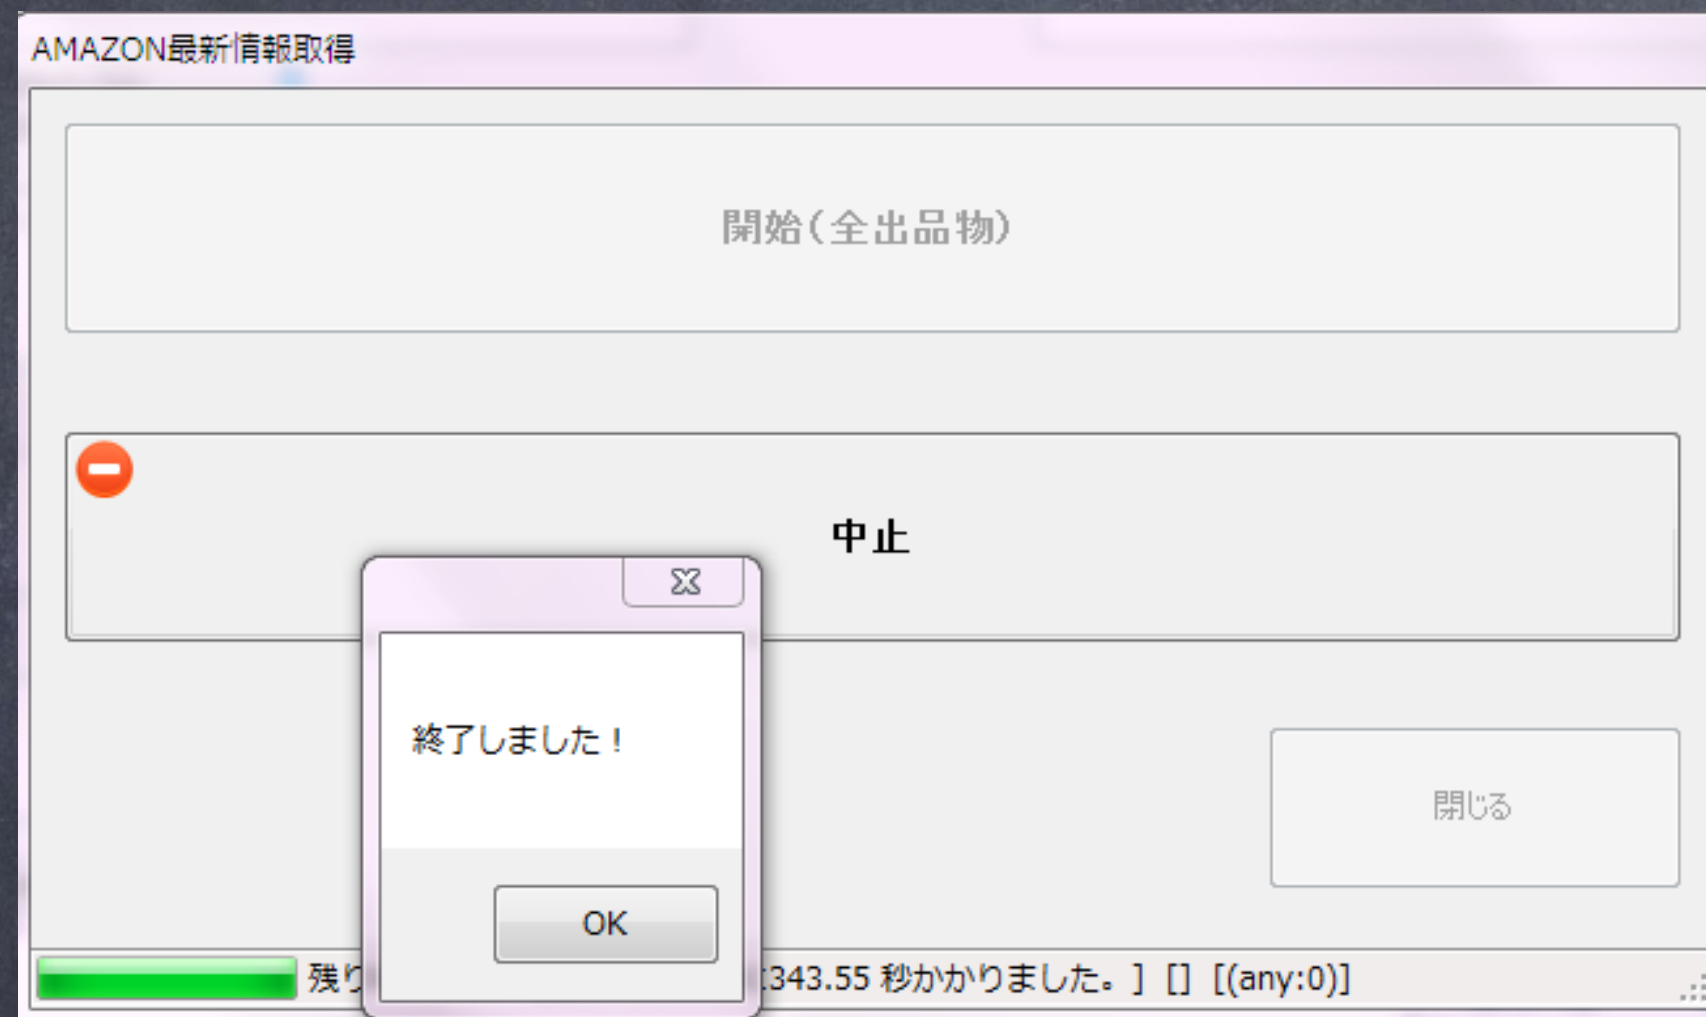 AMAZON最新情報取得
開始(全出品物)
中止
終了しました！
閉じる
OK
残り
:343.55 秒かかりました。] [] [(any:0)]